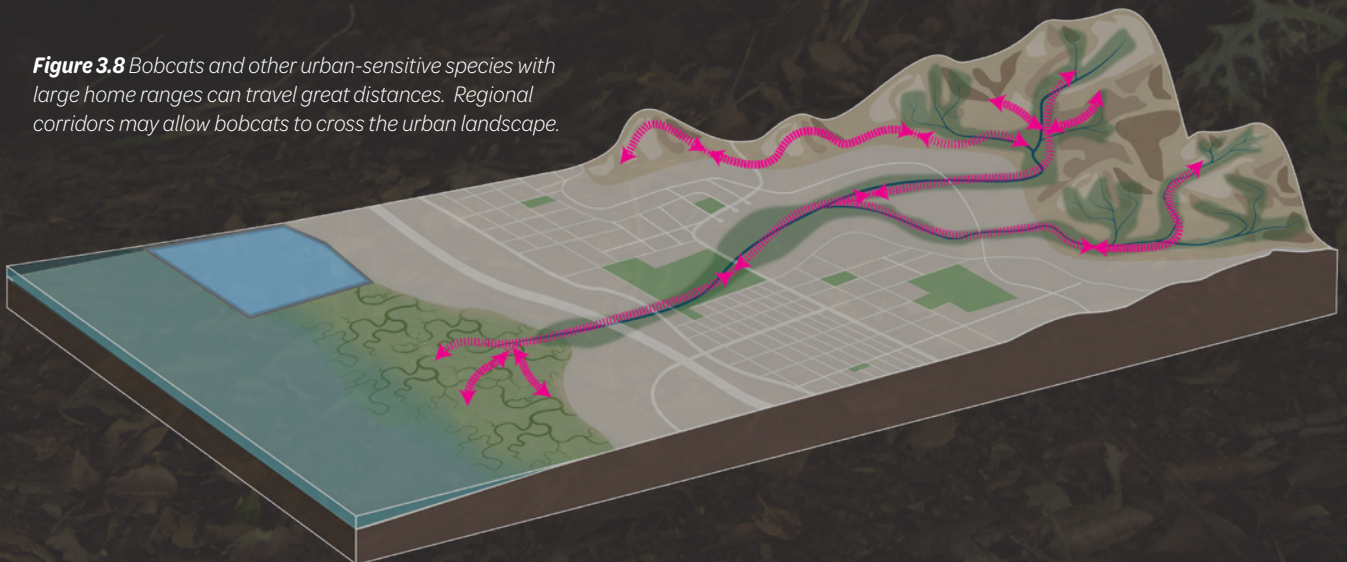 Figure 3.8 Bobcats and other urban-sensitive species with
large home ranges can travel great distances.  Regional
corridors may allow bobcats to cross the urban landscape.